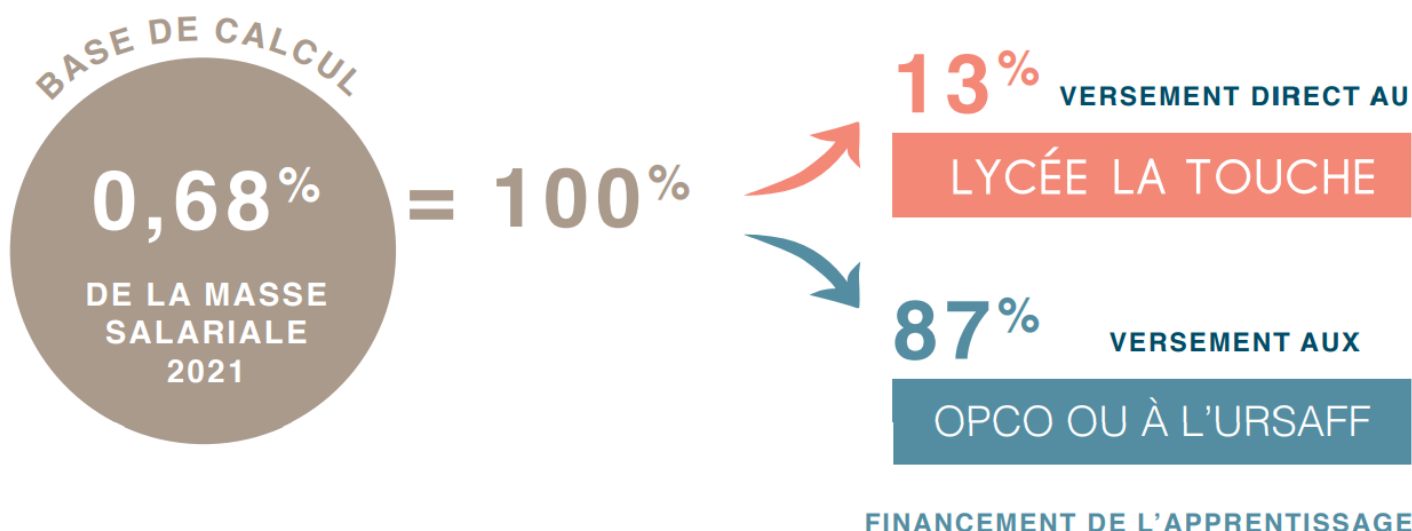 BASE DE CALCUL
0,68%
DE LA MASSE
SALARIALE
2021
= 100%
13% VERSEMENT DIRECT AU
LYCÉE LA TOUCHE
87% VERSEMENT AUX
OPCO OU À L'URSAFF
FINANCEMENT DE L'APPRENTISSAGE